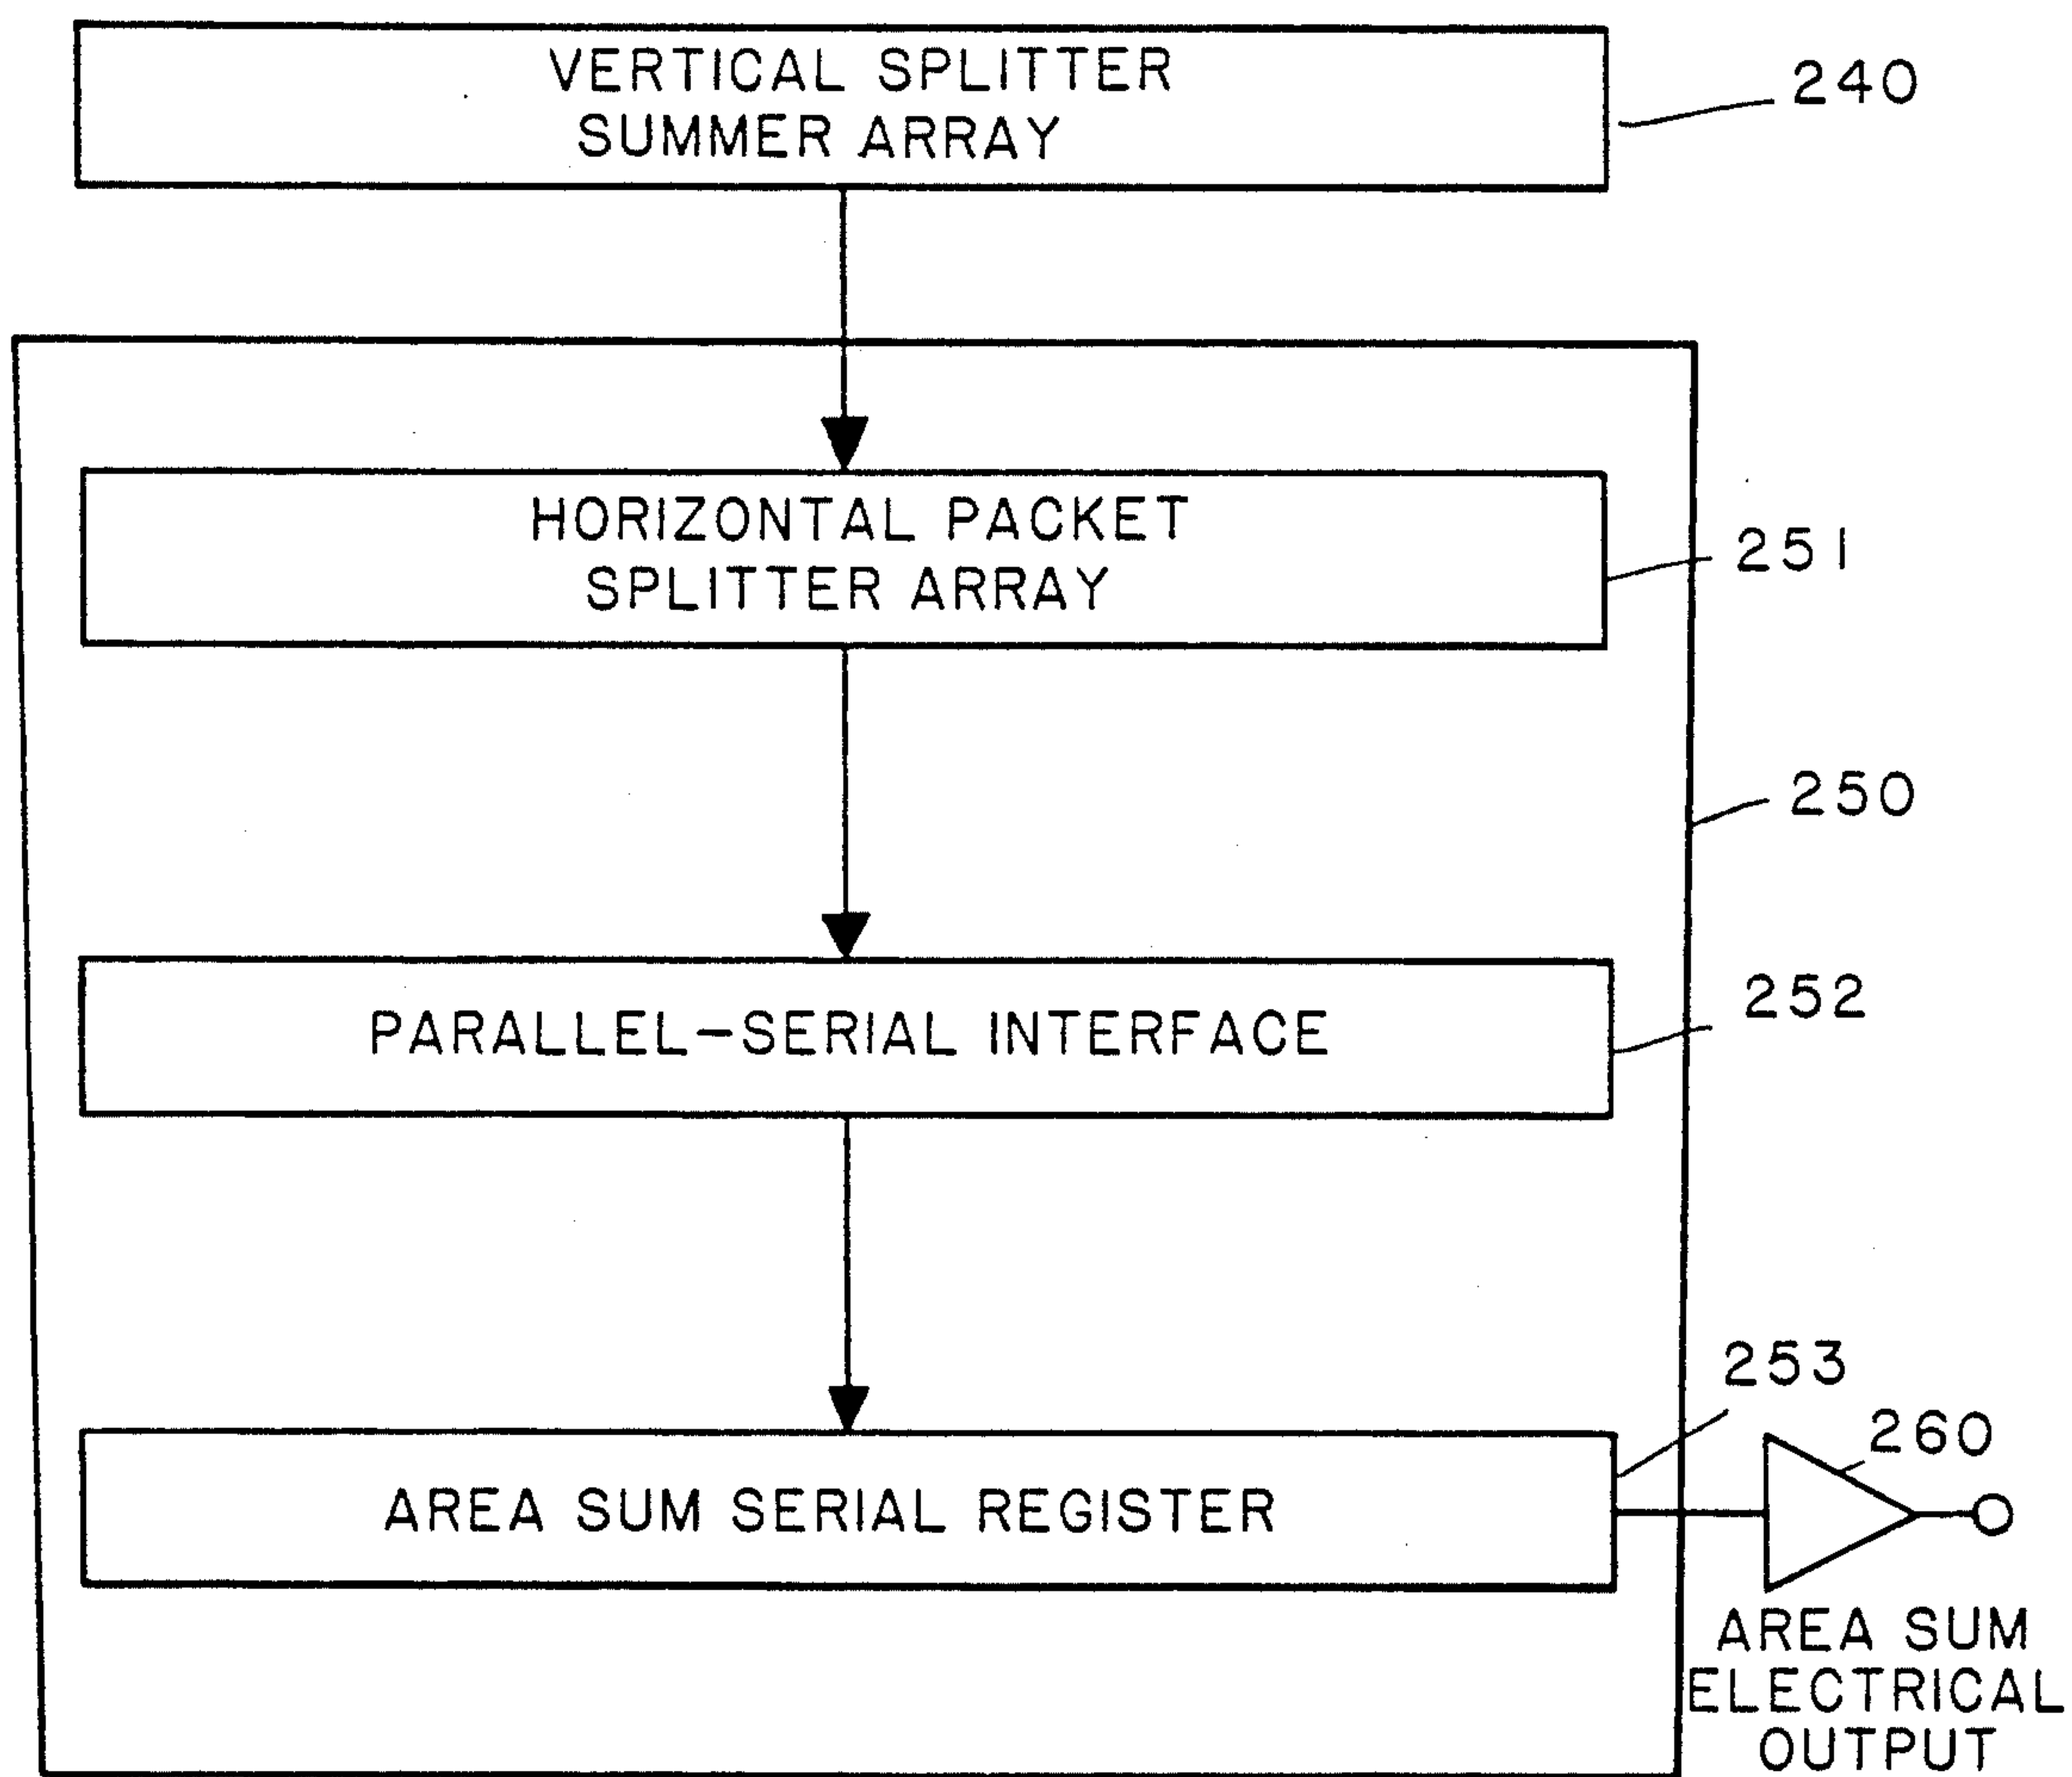 VERTICAL SPLITTER
SUMMER ARRAY
240
HORIZONTAL PACKET
SPLITTER ARRAY
251
250
PARALLEL-SERIAL INTERFACE
252
253
260
AREA SUM SERIAL REGISTER
AREA SUM
ELECTRICAL
OUTPUT